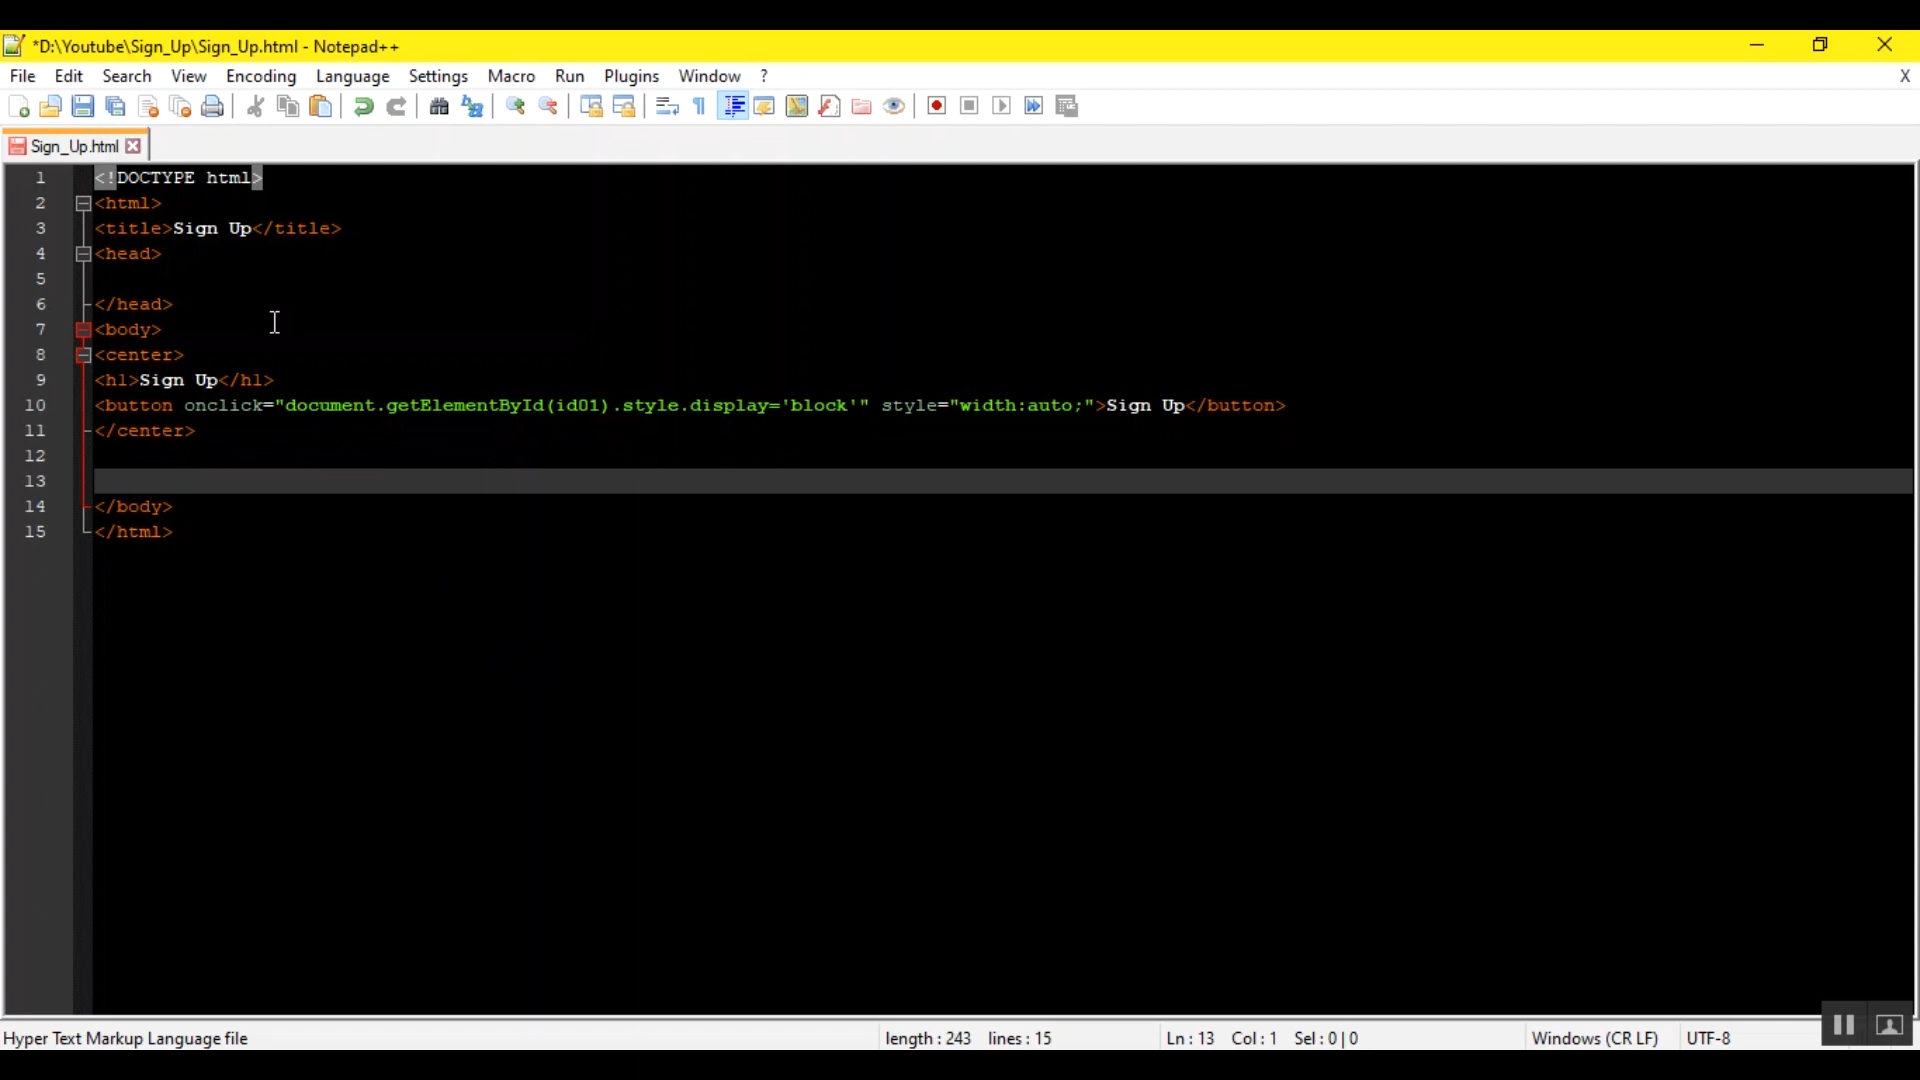 *D:\Youtube\Sign_Up\Sign_Up.html - Notepad++
File Edit Search View Encoding Language Settings Macro Run Plugins Window ? X
Sign_Up.html
1 <!DOCTYPE html>
2 <html>
3 <title>Sign Up</title>
4 <head>
5
6 </head>
7 <body>
8 <center>
9 <h1>Sign Up</h1>
10 <button onclick="document.getElementById(id01).style.display='block'" style="width:auto;">Sign Up</button>
11 </center>
12
13
14 </body>
15 </html>
Hyper Text Markup Language file length : 243 lines : 15 Ln : 13 Col : 1 Sel : 0 | 0 Windows (CR LF) UTF-8